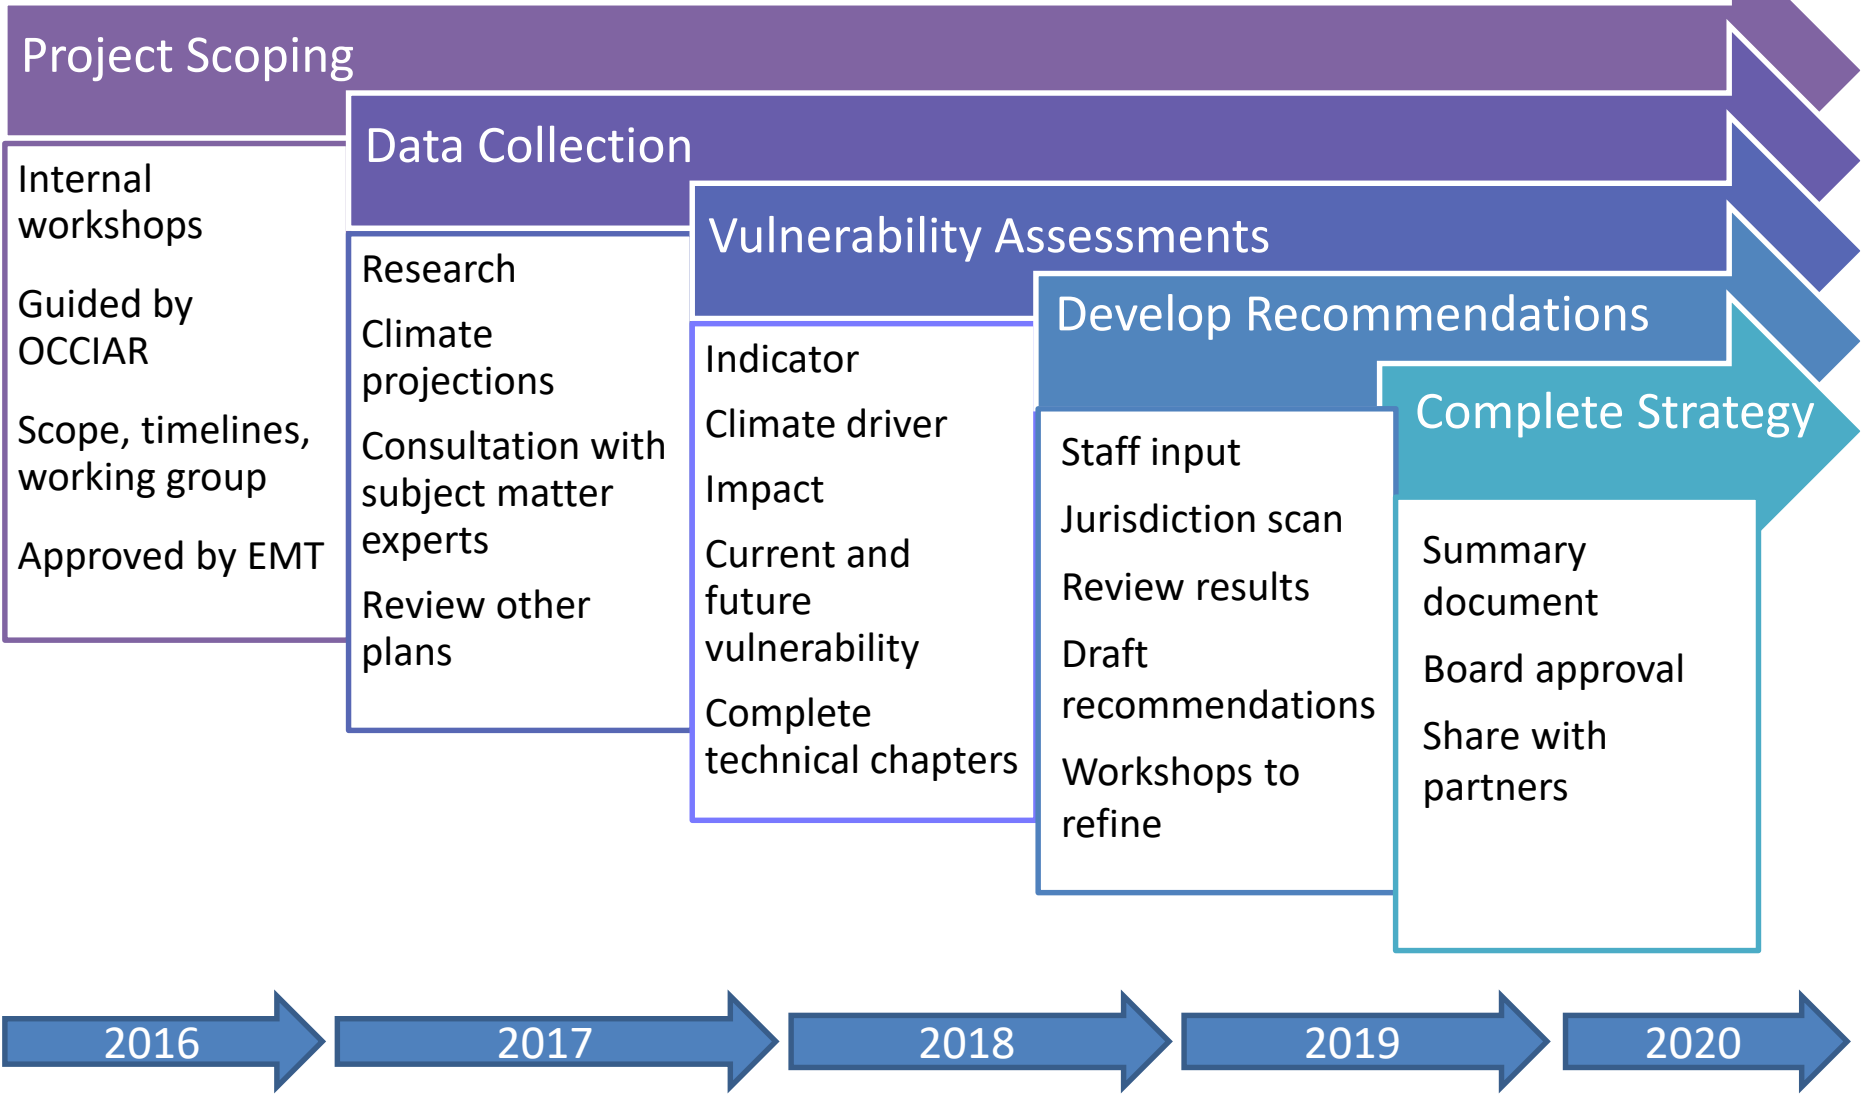 Project Scoping
Internal
workshops
Guided by
OCCIAR
Scope, timelines,
working group
Approved by EMT
Data Collection
Research
Climate
projections
Consultation with
subject matter
experts
Review other
plans
Vulnerability Assessments
Indicator
Climate driver
Impact
Current and
future
vulnerability
Complete
technical chapters
Develop Recommendations
Staff input
Jurisdiction scan
Review results
Draft
recommendations
Workshops to
refine
Complete Strategy
Summary
document
Board approval
Share with
partners
2016
2017
2018
2019
2020